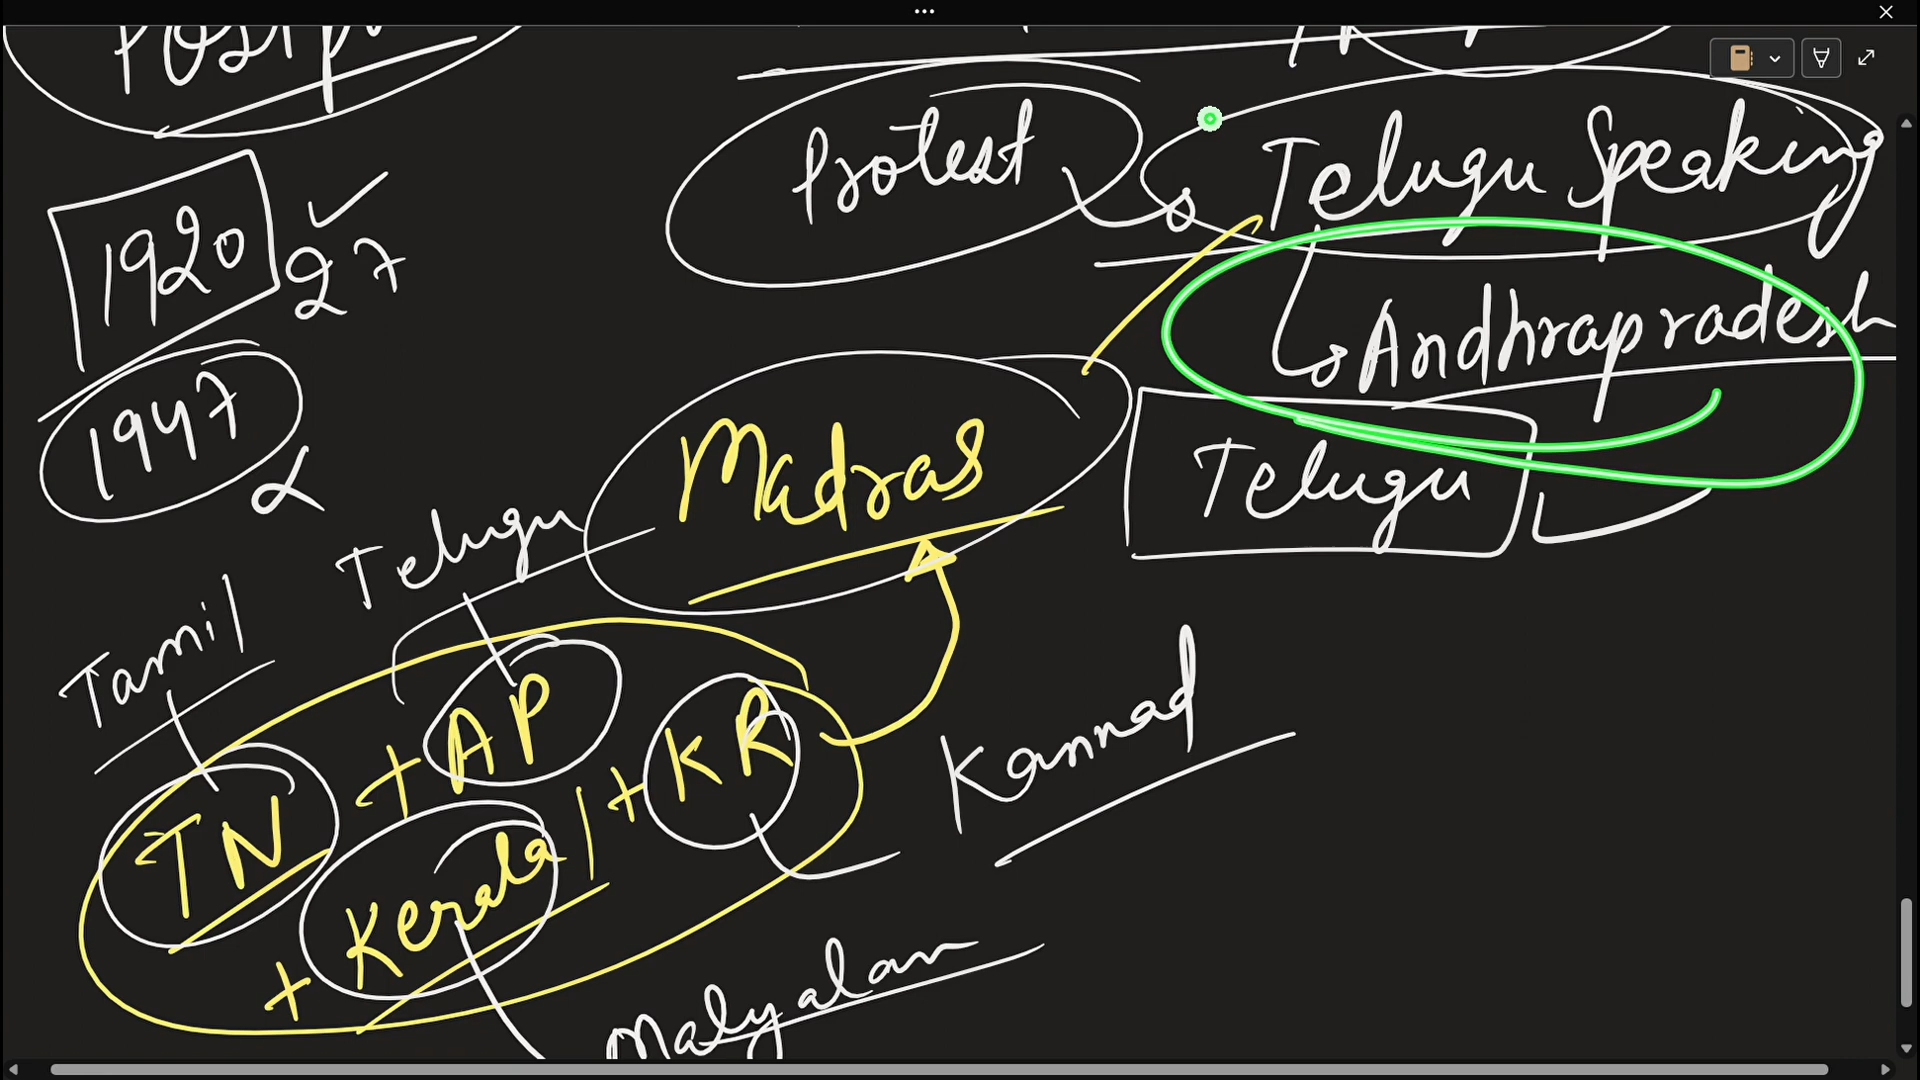 Protest
Telugu Speaking
1920
27
Andhrapradesh
1947
Madras
Telugu
Telugu
Tamil
Kannad
TN + AP + KR
+ Kerala
Malyalam